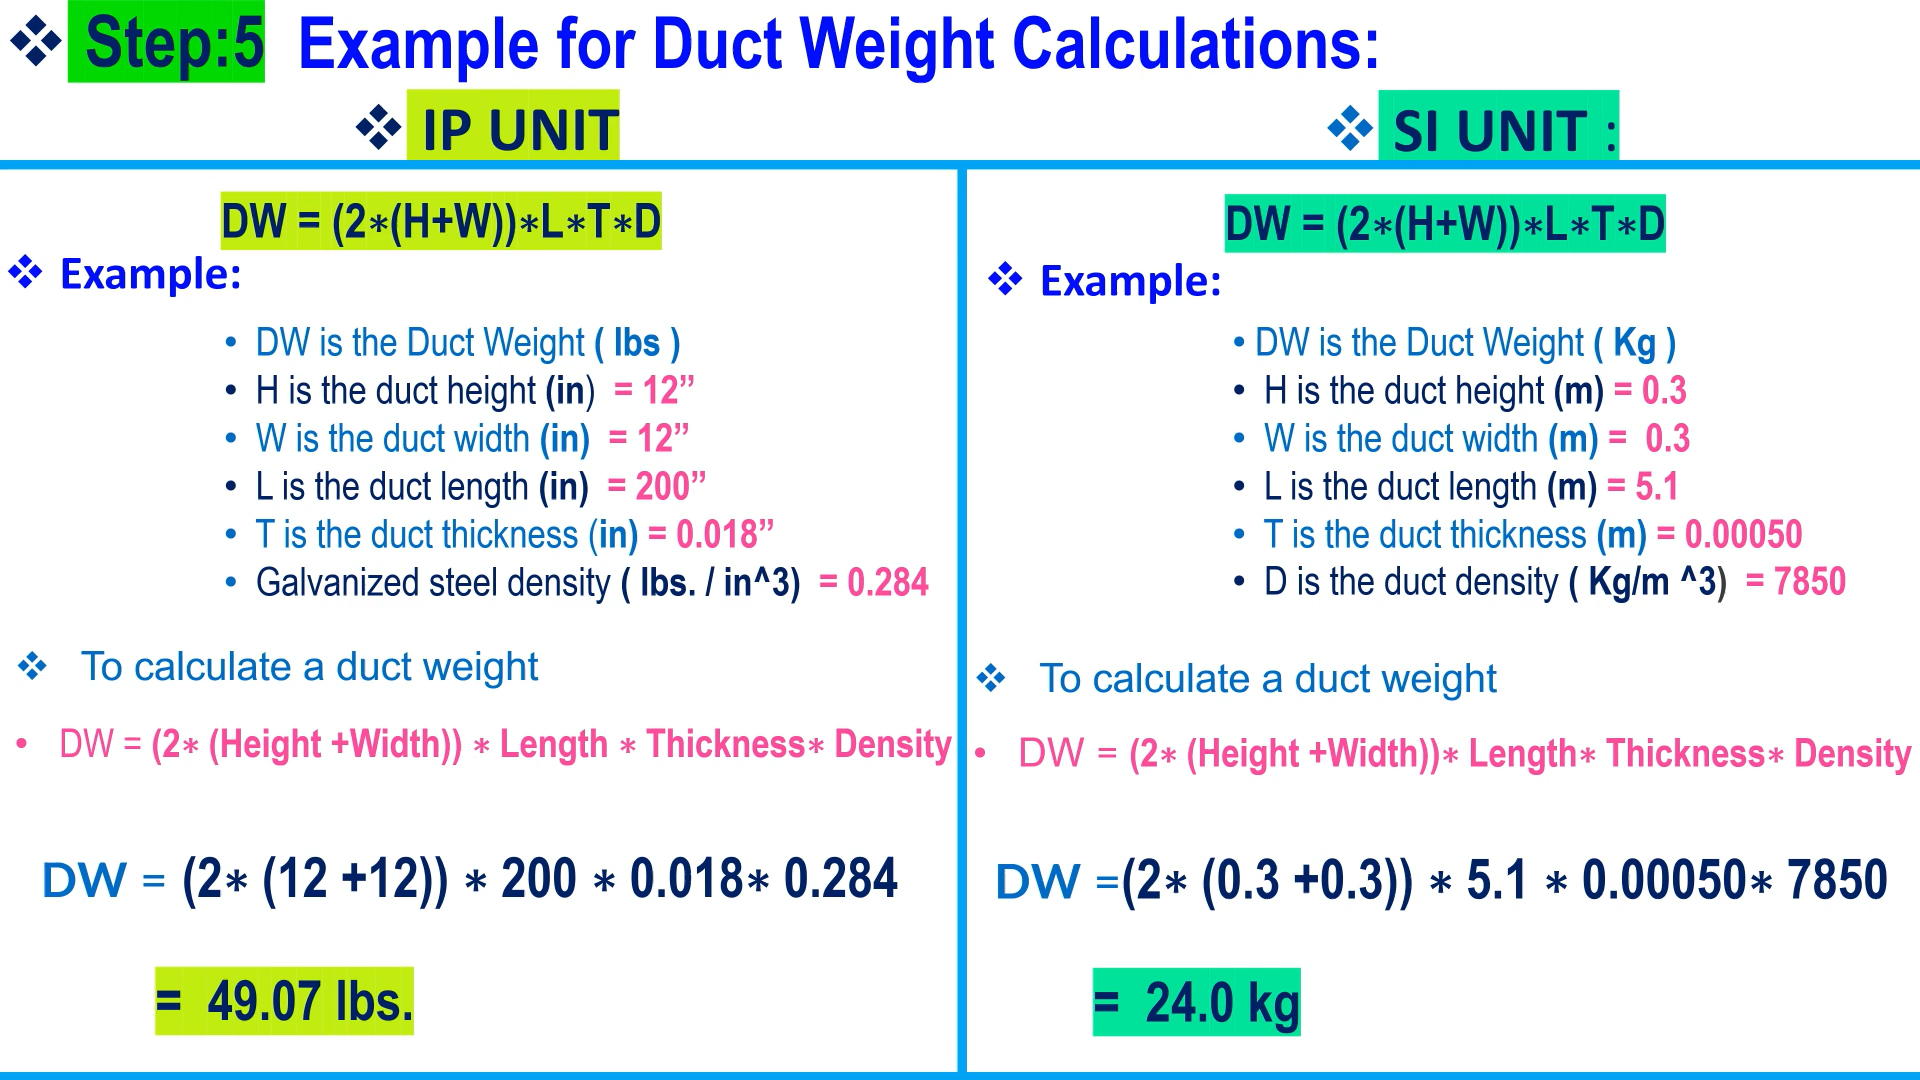 ❖ Step:5 Example for Duct Weight Calculations:
❖ IP UNIT
DW = (2*(H+W))*L*T*D
❖ Example:
• DW is the Duct Weight ( lbs )
• H is the duct height (in) = 12”
• W is the duct width (in) = 12”
• L is the duct length (in) = 200”
• T is the duct thickness (in) = 0.018”
• Galvanized steel density ( lbs. / in^3) = 0.284
❖ To calculate a duct weight
• DW = (2* (Height +Width)) * Length * Thickness* Density
DW = (2* (12 +12)) * 200 * 0.018* 0.284
= 49.07 lbs.
❖ SI UNIT :
DW = (2*(H+W))*L*T*D
❖ Example:
• DW is the Duct Weight ( Kg )
• H is the duct height (m) = 0.3
• W is the duct width (m) = 0.3
• L is the duct length (m) = 5.1
• T is the duct thickness (m) = 0.00050
• D is the duct density ( Kg/m ^3) = 7850
❖ To calculate a duct weight
• DW = (2* (Height +Width))* Length* Thickness* Density
DW =(2* (0.3 +0.3)) * 5.1 * 0.00050* 7850
= 24.0 kg